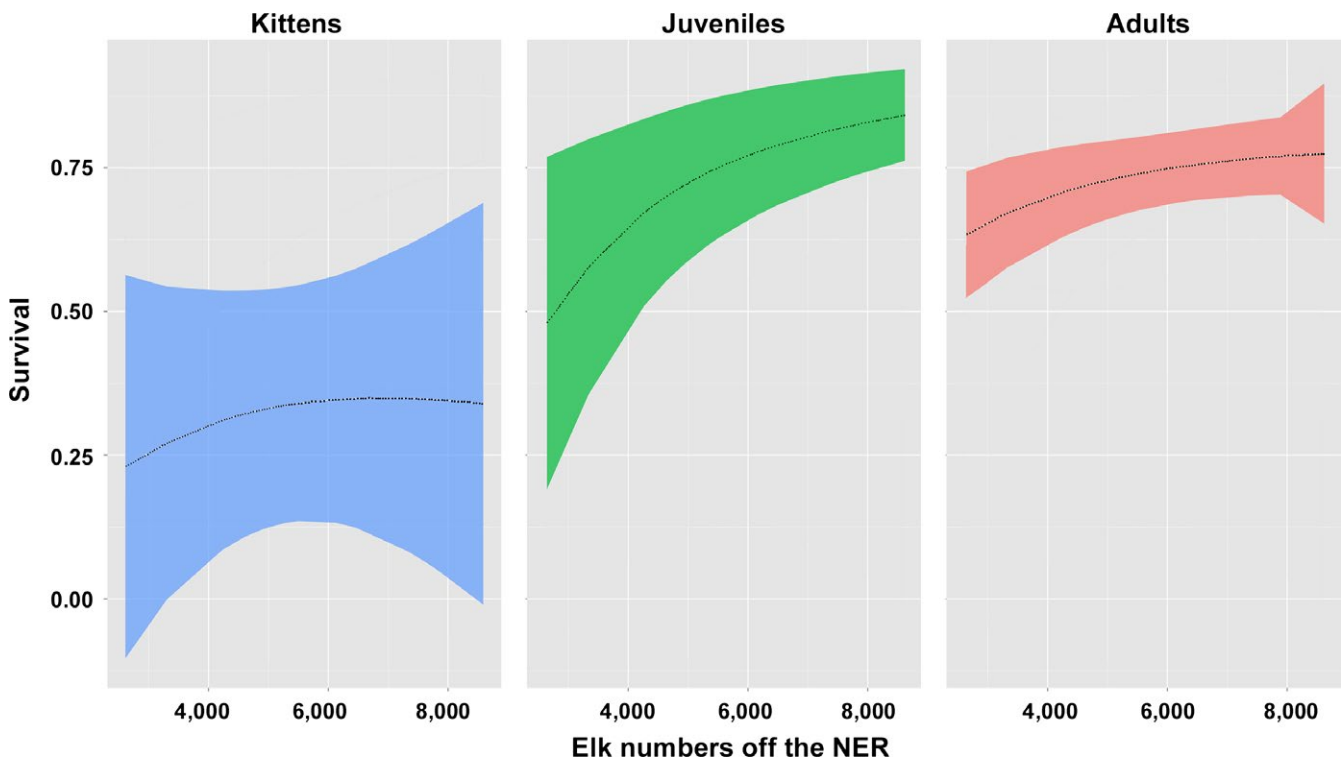 Kittens Juveniles Adults
Survival
0.75
0.50
0.25
0.00
4,000 6,000 8,000 4,000 6,000 8,000 4,000 6,000 8,000
Elk numbers off the NER